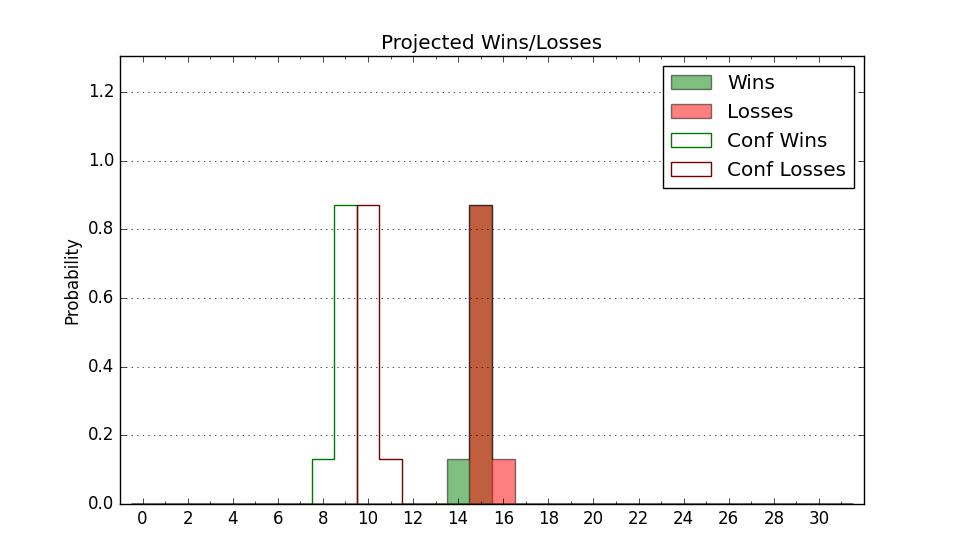 Projected Wins/Losses
Wins
Losses
Conf Wins
Conf Losses
Probability
1.2
1.0
0.8
0.6
0.4
0.2
0.0
0 2 4 6 8 10 12 14 16 18 20 22 24 26 28 30